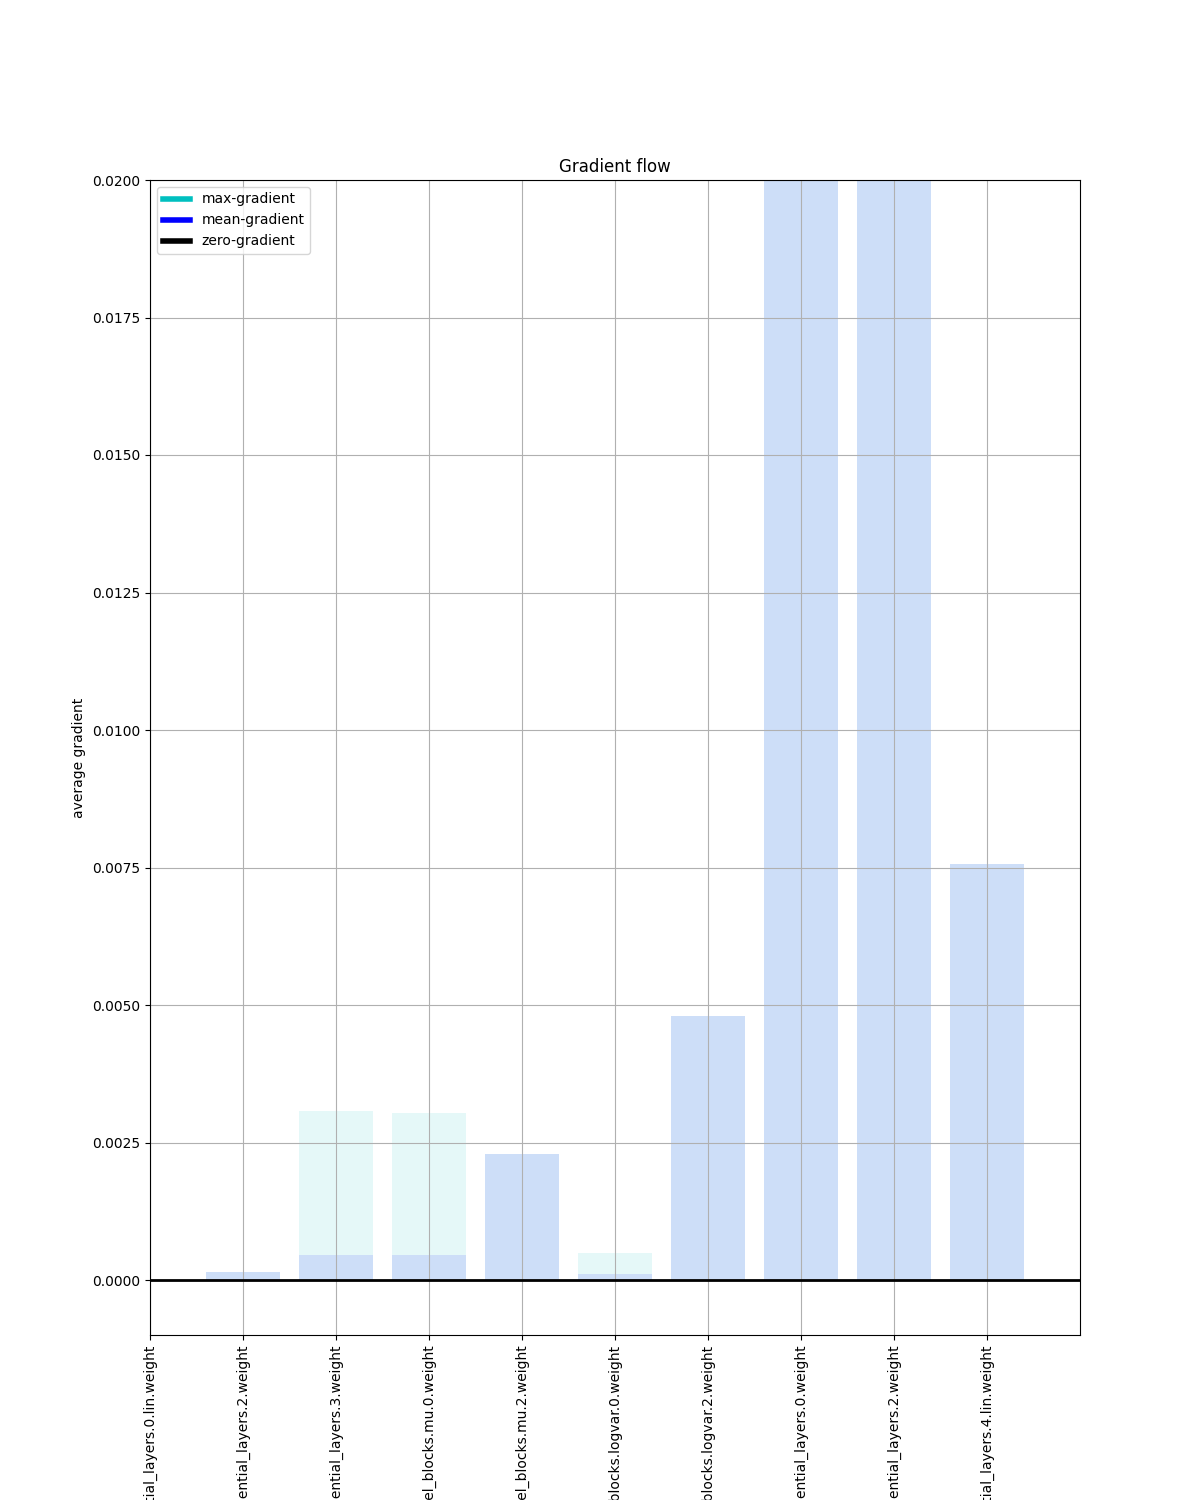 Gradient flow
max-gradient
mean-gradient
zero-gradient
0.0200
0.0175
0.0150
0.0125
0.0100
0.0075
0.0050
0.0025
0.0000
average gradient
tial_layers.0.lin.weight
ential_layers.2.weight
ential_layers.3.weight
el_blocks.mu.0.weight
el_blocks.mu.2.weight
blocks.logvar.0.weight
blocks.logvar.2.weight
ential_layers.0.weight
ential_layers.2.weight
tial_layers.4.lin.weight